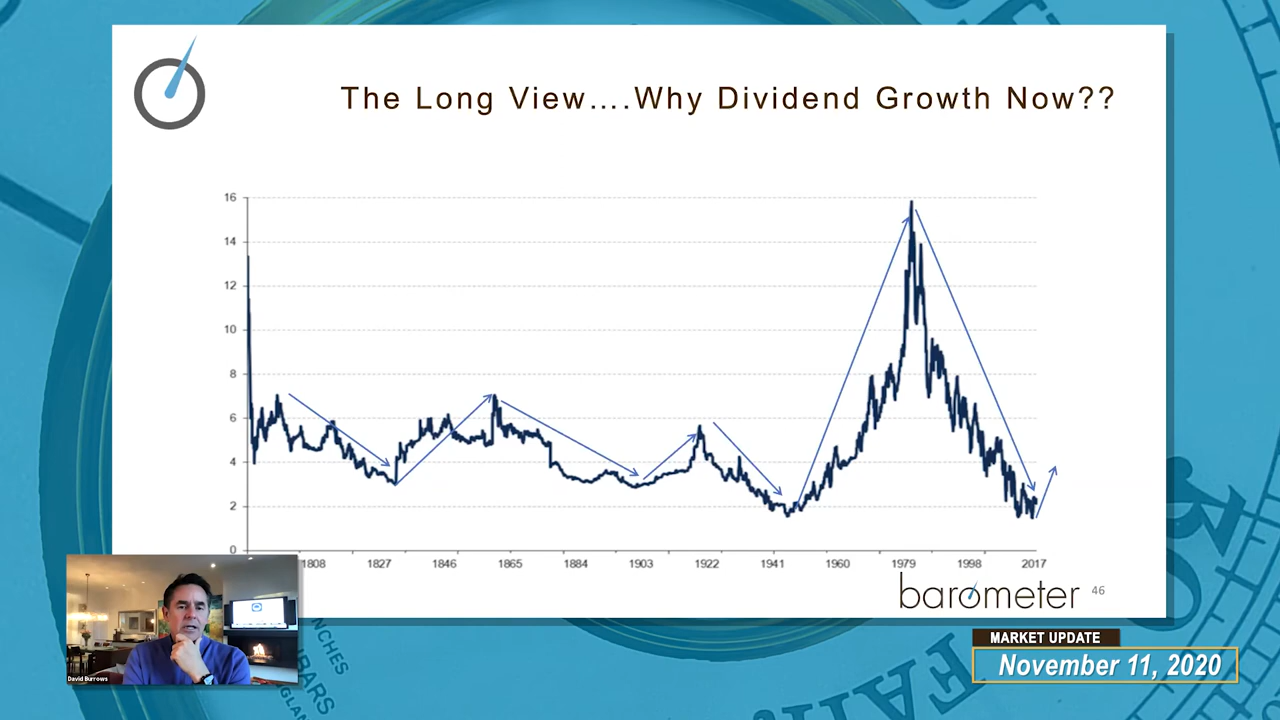 The Long View....Why Dividend Growth Now??
16
14
12
10
8
6
4
2
0
1808 1827 1846 1865 1884 1903 1922 1941 1960 1979 1998 2017
barometer 46
David Burrows
MARKET UPDATE
November 11, 2020